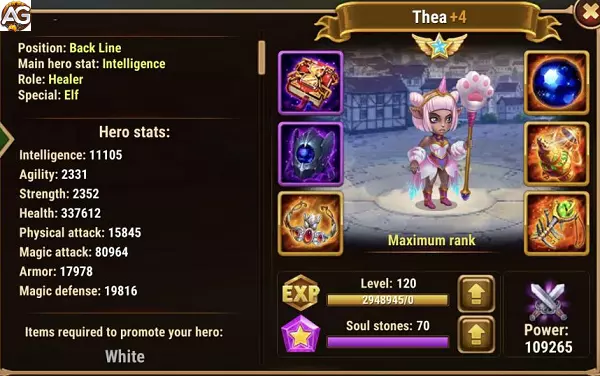 AG
Thea +4
Position: Back Line
Main hero stat: Intelligence
Role: Healer
Special: Elf
Hero stats:
Intelligence: 11105
Agility: 2331
Strength: 2352
Health: 337612
Physical attack: 15845
Magic attack: 80964
Armor: 17978
Magic defense: 19816
Items required to promote your hero:
White
Maximum rank
EXP
Level: 120
2948945/0
Soul stones: 70
Power:
109265